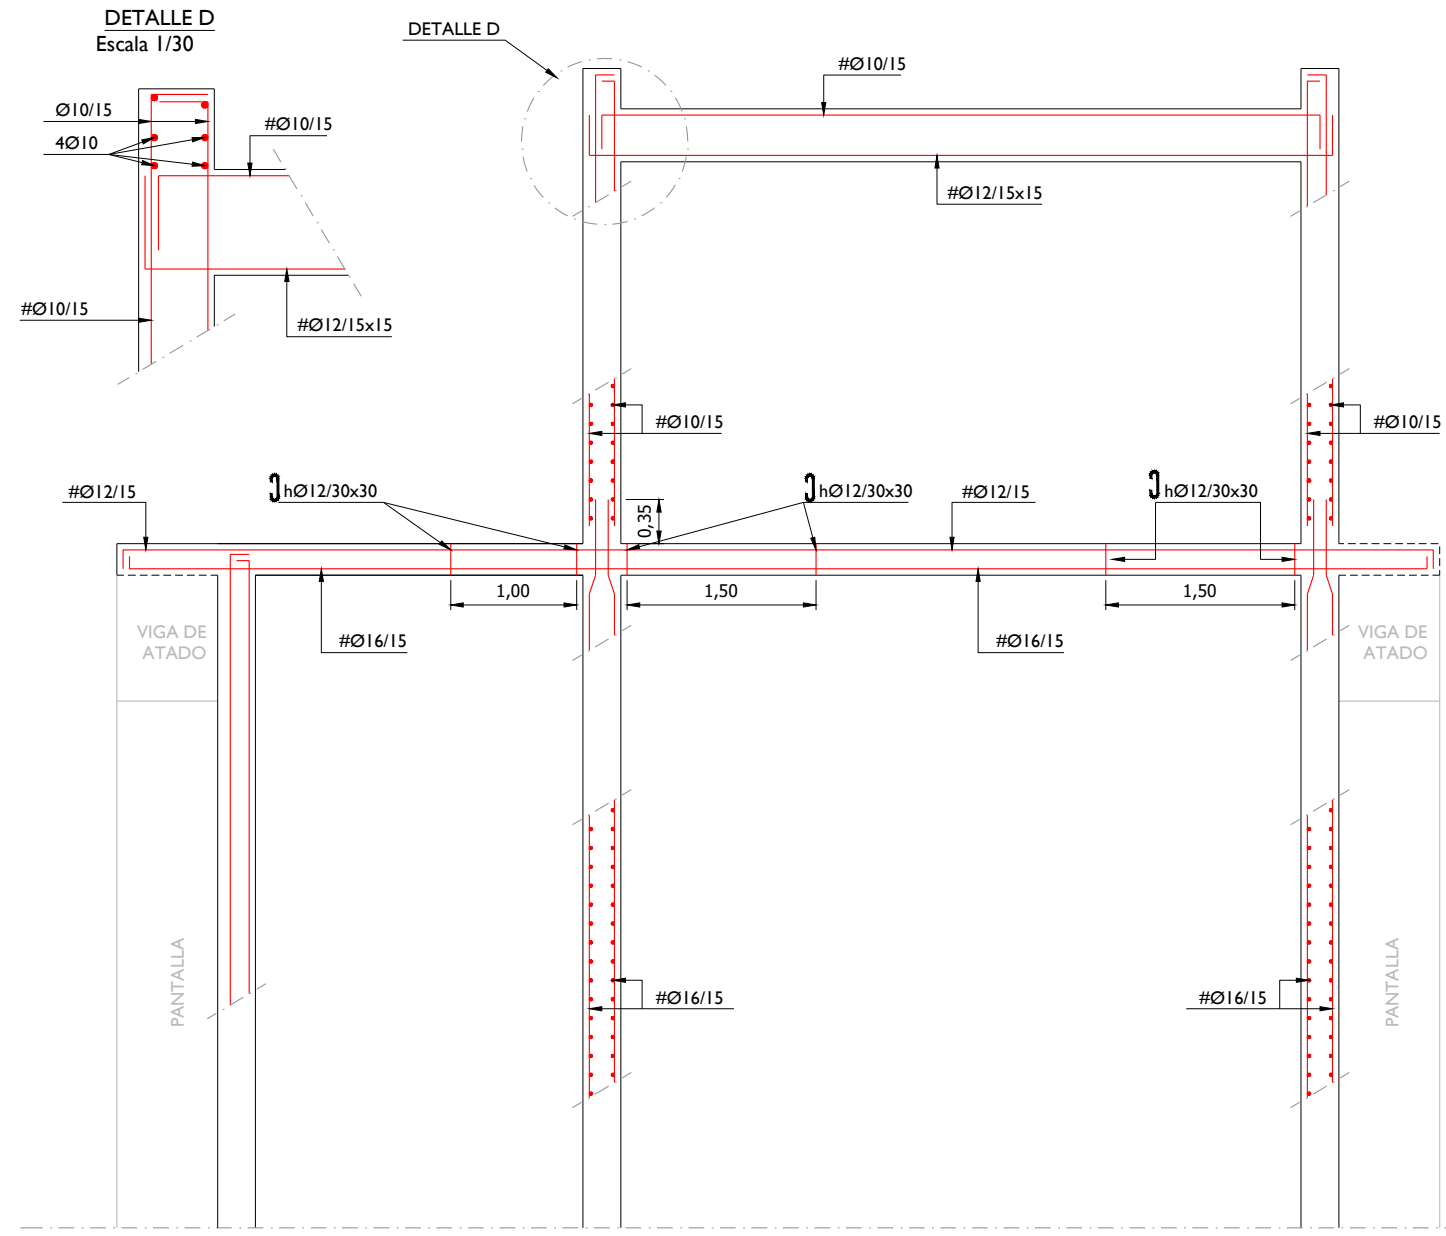 DETALLE D
Escala 1/30
DETALLE D
#Ø10/15
Ø10/15
#Ø10/15
4Ø10
#Ø12/15x15
#Ø10/15
#Ø12/15x15
#Ø10/15
#Ø10/15
#Ø12/15
hØ12/30x30
hØ12/30x30
#Ø12/15
hØ12/30x30
0,35
1,00
1,50
1,50
VIGA DE
ATADO
#Ø16/15
#Ø16/15
VIGA DE
ATADO
PANTALLA
#Ø16/15
#Ø16/15
PANTALLA